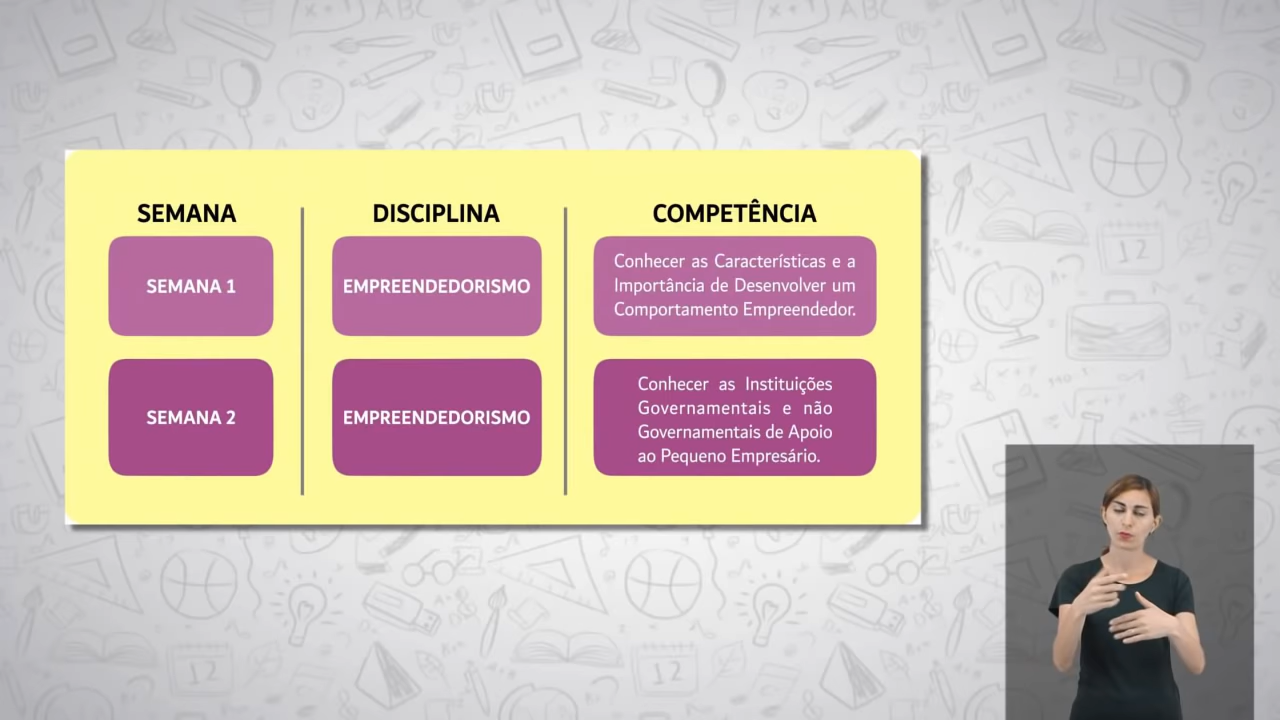 SEMANA
DISCIPLINA
COMPETÊNCIA
SEMANA 1
EMPREENDEDORISMO
Conhecer as Características e a
Importância de Desenvolver um
Comportamento Empreendedor.
SEMANA 2
EMPREENDEDORISMO
Conhecer as Instituições
Governamentais e não
Governamentais de Apoio
ao Pequeno Empresário.